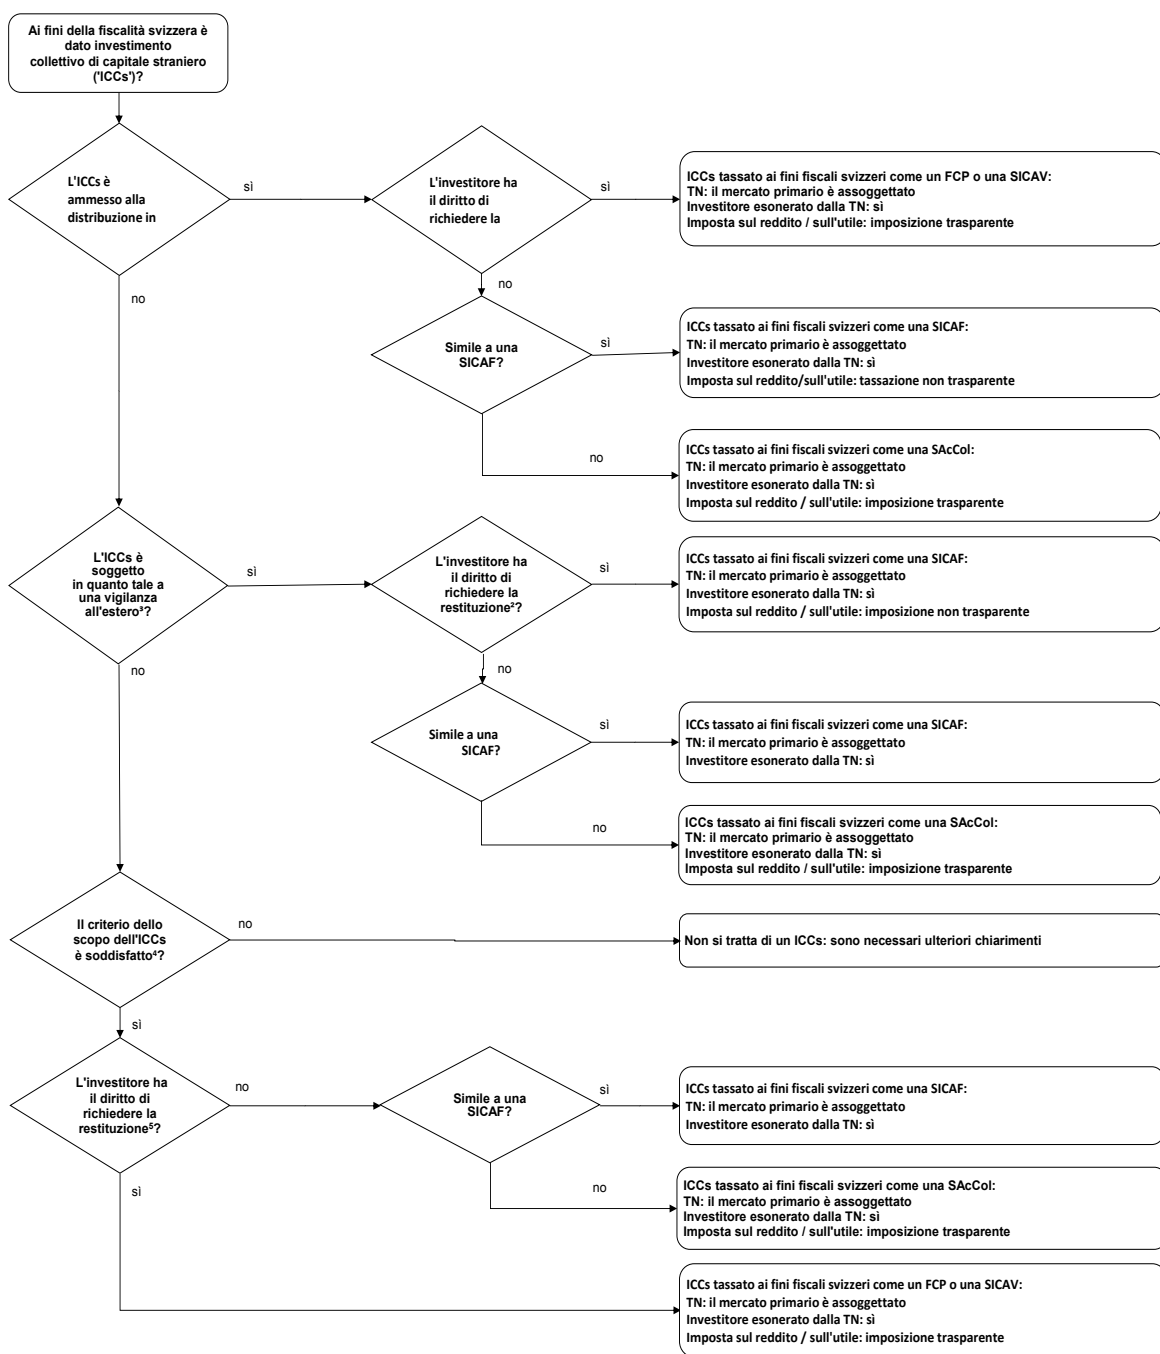 Ai fini della fiscalità svizzera è
dato investimento
collettivo di capitale straniero
('ICCs')?
L'ICCs è
ammesso alla
distribuzione in
sì
L'investitore ha
il diritto di
richiedere la
sì
ICCs tassato ai fini fiscali svizzeri come un FCP o una SICAV:
TN: il mercato primario è assoggettato
Investitore esonerato dalla TN: sì
Imposta sul reddito / sull'utile: imposizione trasparente
no
no
Simile a una
SICAF?
sì
ICCs tassato ai fini fiscali svizzeri come una SICAF:
TN: il mercato primario è assoggettato
Investitore esonerato dalla TN: sì
Imposta sul reddito/sull'utile: tassazione non trasparente
no
ICCs tassato ai fini fiscali svizzeri come una SAcCol:
TN: il mercato primario è assoggettato
Investitore esonerato dalla TN: sì
Imposta sul reddito / sull'utile: imposizione trasparente
L'ICCs è
soggetto
in quanto tale a
una vigilanza
all'estero³?
sì
L'investitore ha
il diritto di
richiedere la
restituzione²?
sì
ICCs tassato ai fini fiscali svizzeri come una SICAF:
TN: il mercato primario è assoggettato
Investitore esonerato dalla TN: sì
Imposta sul reddito / sull'utile: imposizione non trasparente
no
no
Simile a una
SICAF?
sì
ICCs tassato ai fini fiscali svizzeri come una SICAF:
TN: il mercato primario è assoggettato
Investitore esonerato dalla TN: sì
no
ICCs tassato ai fini fiscali svizzeri come una SAcCol:
TN: il mercato primario è assoggettato
Investitore esonerato dalla TN: sì
Imposta sul reddito / sull'utile: imposizione trasparente
Il criterio dello
scopo dell'ICCs
è soddisfatto⁴?
no
Non si tratta di un ICCs: sono necessari ulteriori chiarimenti
sì
L'investitore ha
il diritto di
richiedere la
restituzione⁵?
no
Simile a una
SICAF?
sì
ICCs tassato ai fini fiscali svizzeri come una SICAF:
TN: il mercato primario è assoggettato
Investitore esonerato dalla TN: sì
sì
no
ICCs tassato ai fini fiscali svizzeri come una SAcCol:
TN: il mercato primario è assoggettato
Investitore esonerato dalla TN: sì
Imposta sul reddito / sull'utile: imposizione trasparente
ICCs tassato ai fini fiscali svizzeri come un FCP o una SICAV:
TN: il mercato primario è assoggettato
Investitore esonerato dalla TN: sì
Imposta sul reddito / sull'utile: imposizione trasparente